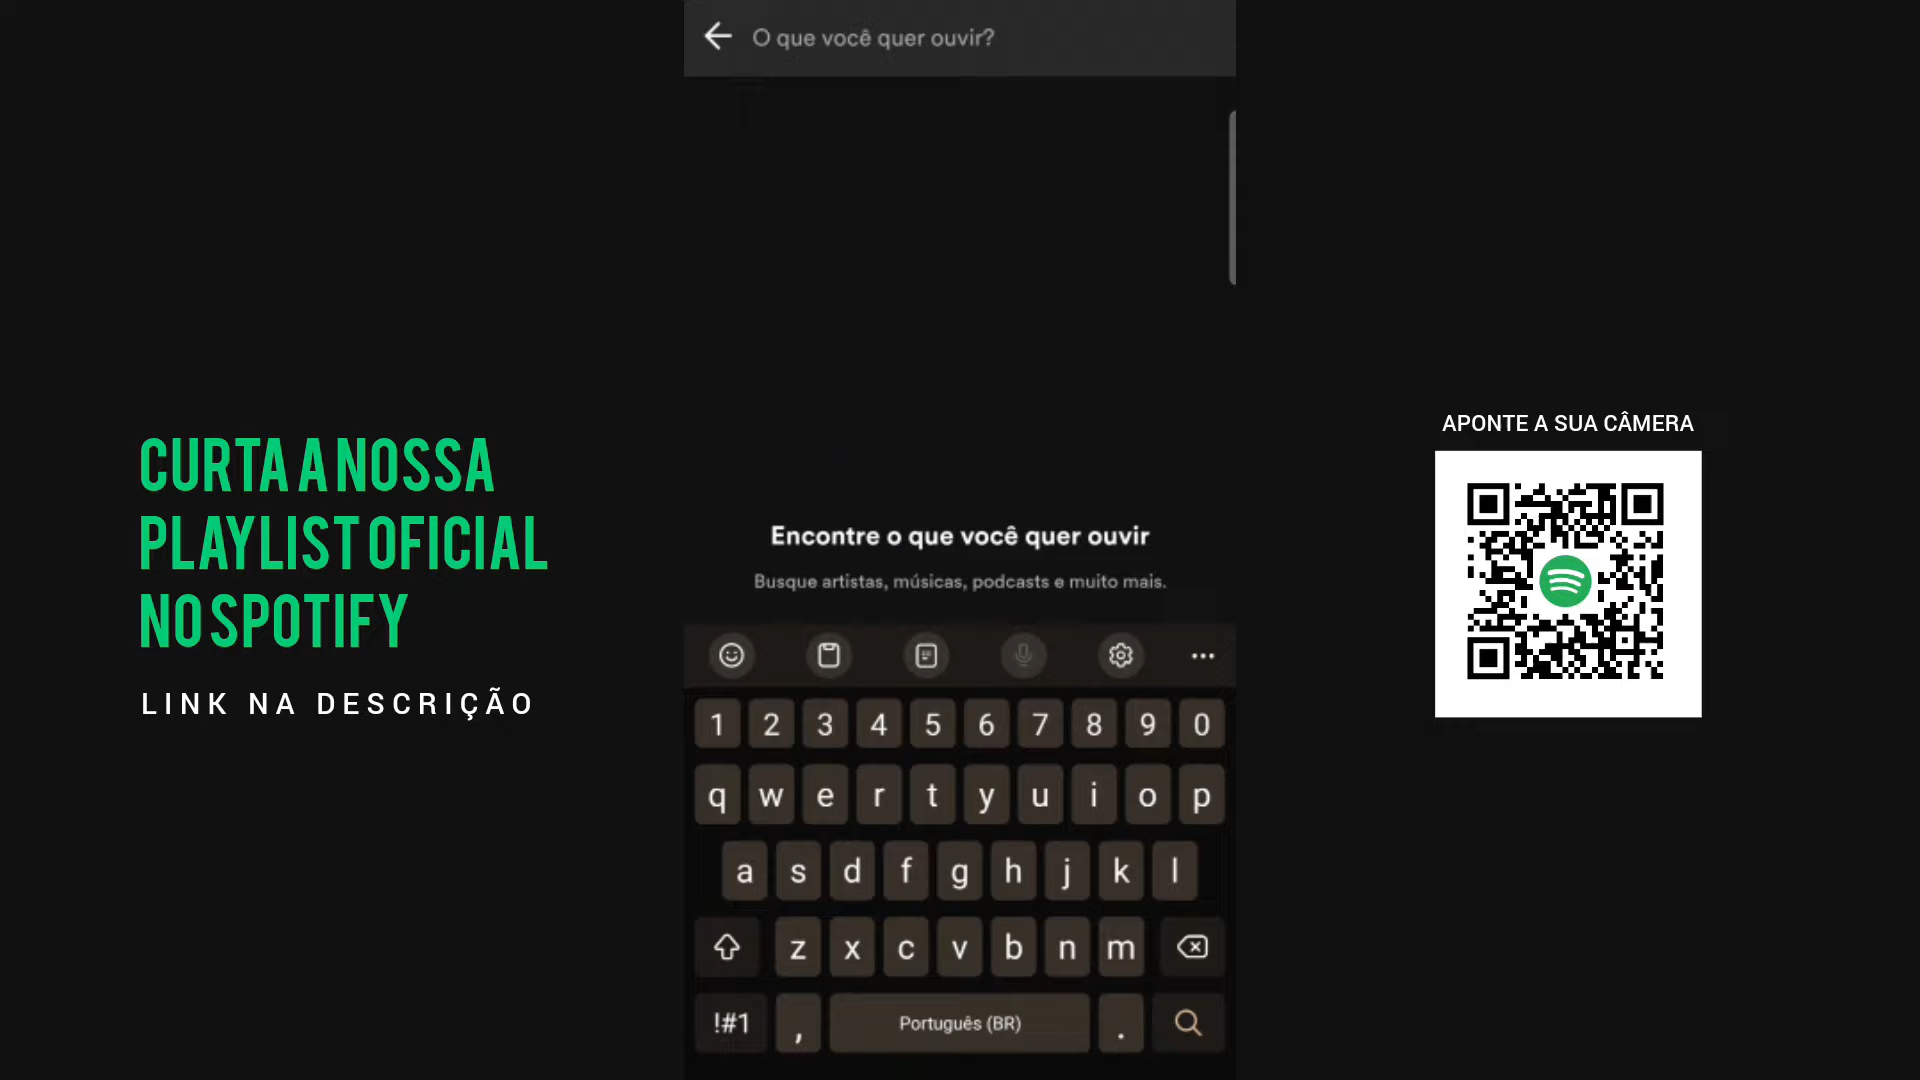 O que você quer ouvir?
CURTA A NOSSA
PLAYLIST OFICIAL
NO SPOTIFY
LINK NA DESCRIÇÃO
Encontre o que você quer ouvir
Busque artistas, músicas, podcasts e muito mais.
APONTE A SUA CÂMERA
1 2 3 4 5 6 7 8 9 0
q w e r t y u i o p
a s d f g h j k l
z x c v b n m
!#1 , Português (BR) .